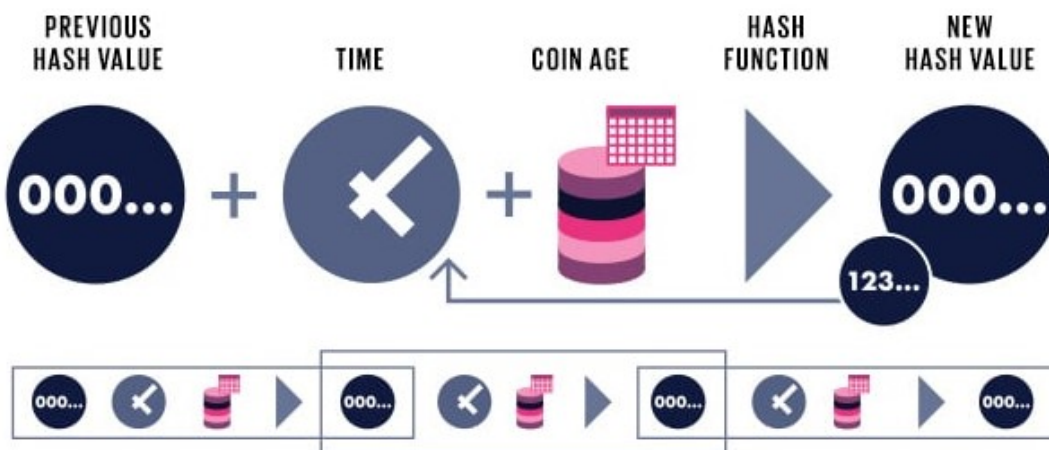 PREVIOUS
HASH VALUE
TIME
COIN AGE
HASH
FUNCTION
NEW
HASH VALUE
000...
000...
123...
000...
000...
000...
000...